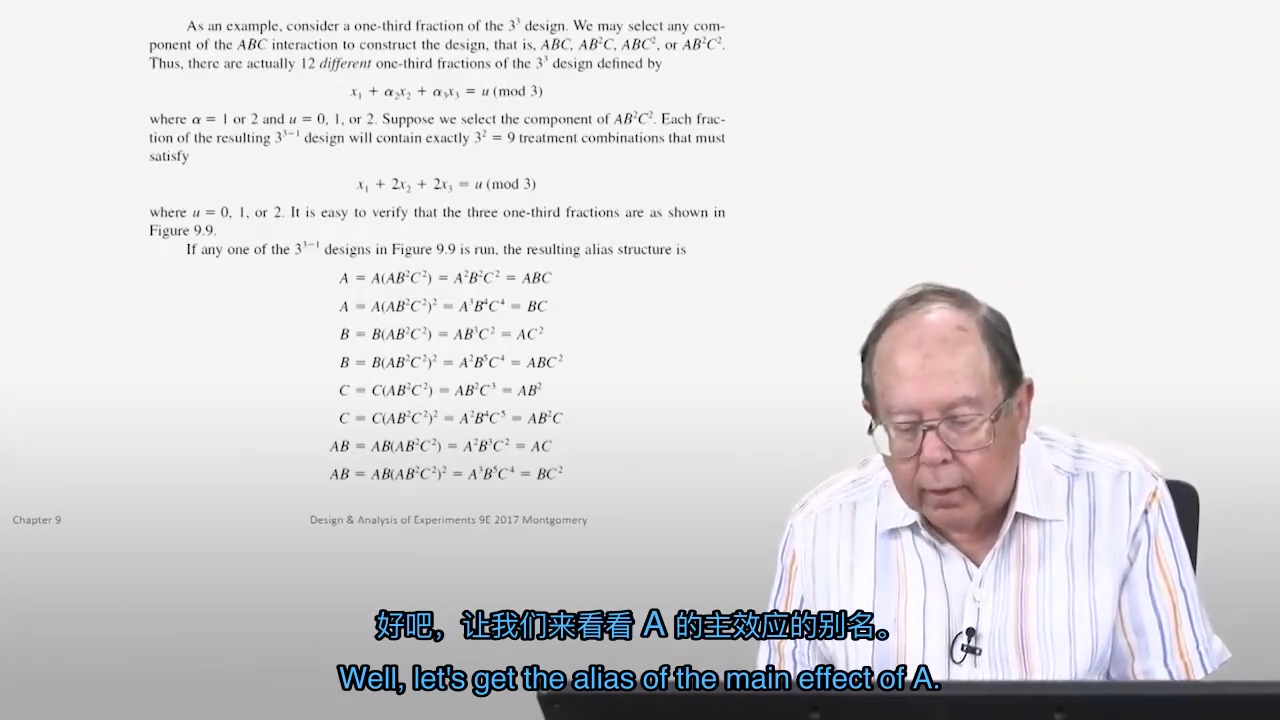 As an example, consider a one-third fraction of the 3³ design. We may select any com-
ponent of the ABC interaction to construct the design, that is, ABC, AB²C, ABC², or AB²C².
Thus, there are actually 12 different one-third fractions of the 3³ design defined by
x₁ + α₂x₂ + α₃x₃ = u (mod 3)
where α = 1 or 2 and u = 0, 1, or 2. Suppose we select the component of AB²C². Each frac-
tion of the resulting 3³⁻¹ design will contain exactly 3² = 9 treatment combinations that must
satisfy
x₁ + 2x₂ + 2x₃ = u (mod 3)
where u = 0, 1, or 2. It is easy to verify that the three one-third fractions are as shown in
Figure 9.9.
If any one of the 3³⁻¹ designs in Figure 9.9 is run, the resulting alias structure is
A = A(AB²C²) = A²B²C² = ABC
A = A(AB²C²)² = A³B⁴C⁴ = BC
B = B(AB²C²) = AB³C² = AC²
B = B(AB²C²)² = A²B⁵C⁴ = ABC²
C = C(AB²C²) = AB²C³ = AB²
C = C(AB²C²)² = A²B⁴C⁵ = AB²C
AB = AB(AB²C²) = A²B³C² = AC
AB = AB(AB²C²)² = A³B⁵C⁴ = BC²
Chapter 9
Design & Analysis of Experiments 9E 2017 Montgomery
好吧，让我们来看看 A 的主效应的别名。
Well, let's get the alias of the main effect of A.